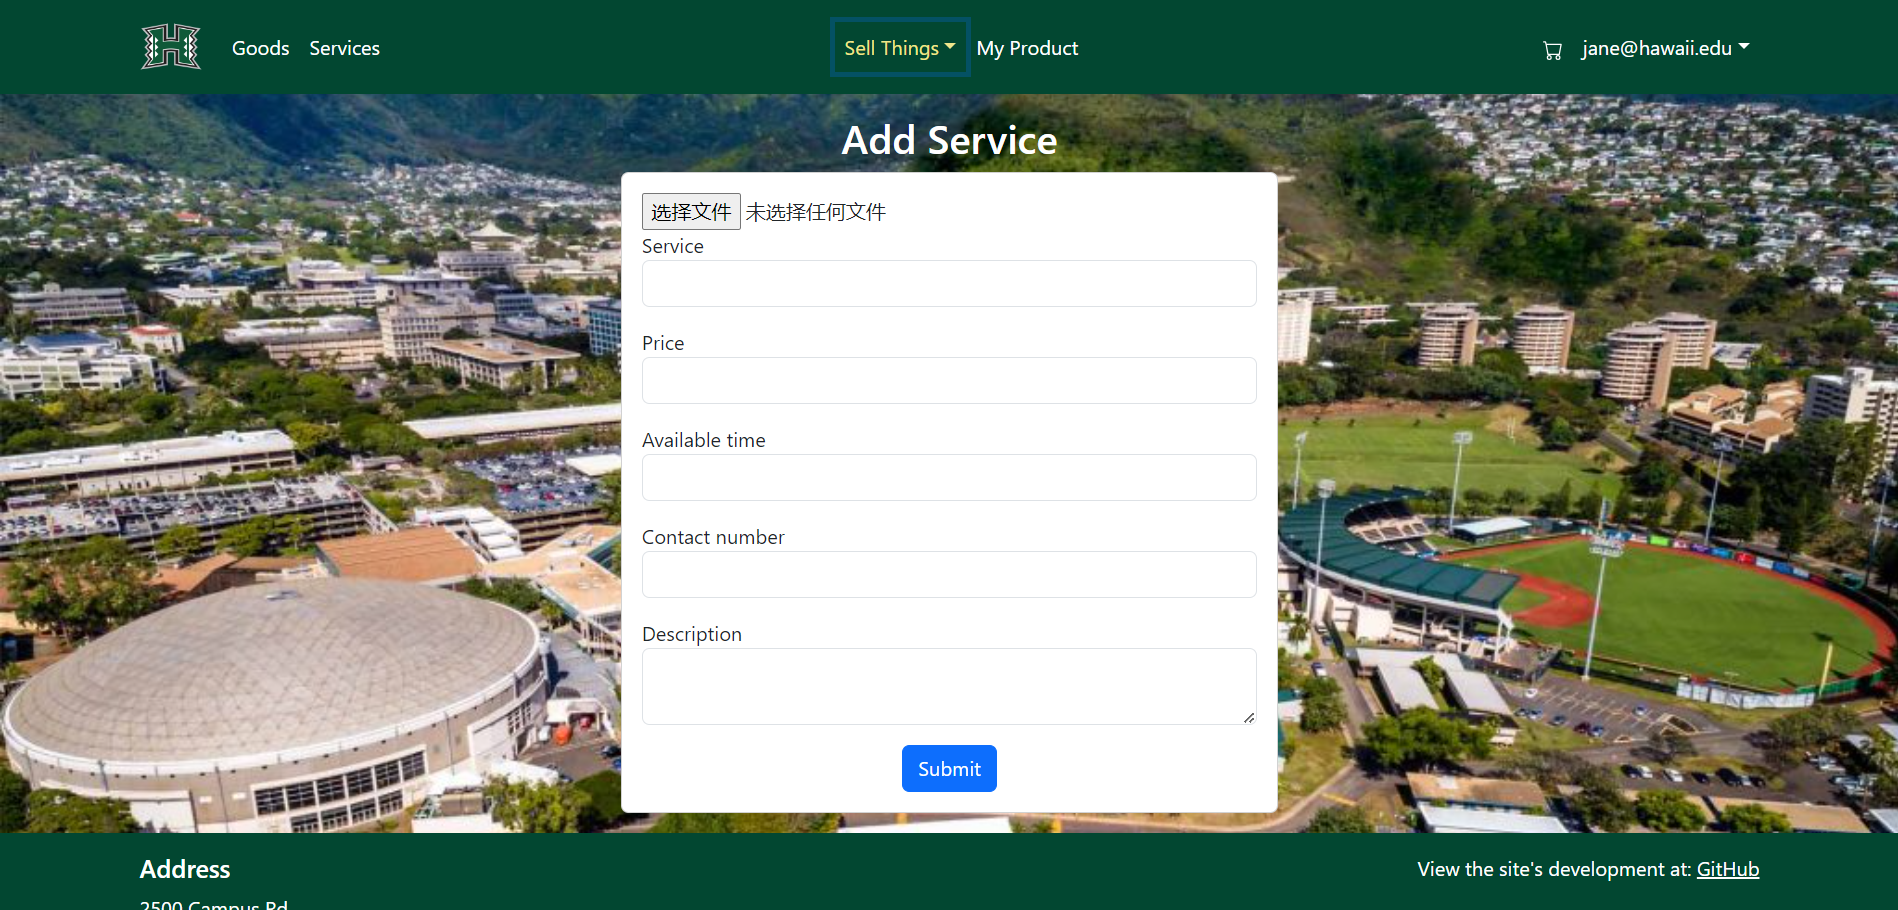 H
Goods Services Sell Things My Product jane@hawaii.edu
Add Service
选择文件 未选择任何文件
Service
Price
Available time
Contact number
Description
Submit
Address
View the site's development at: GitHub
2500 Campus Rd